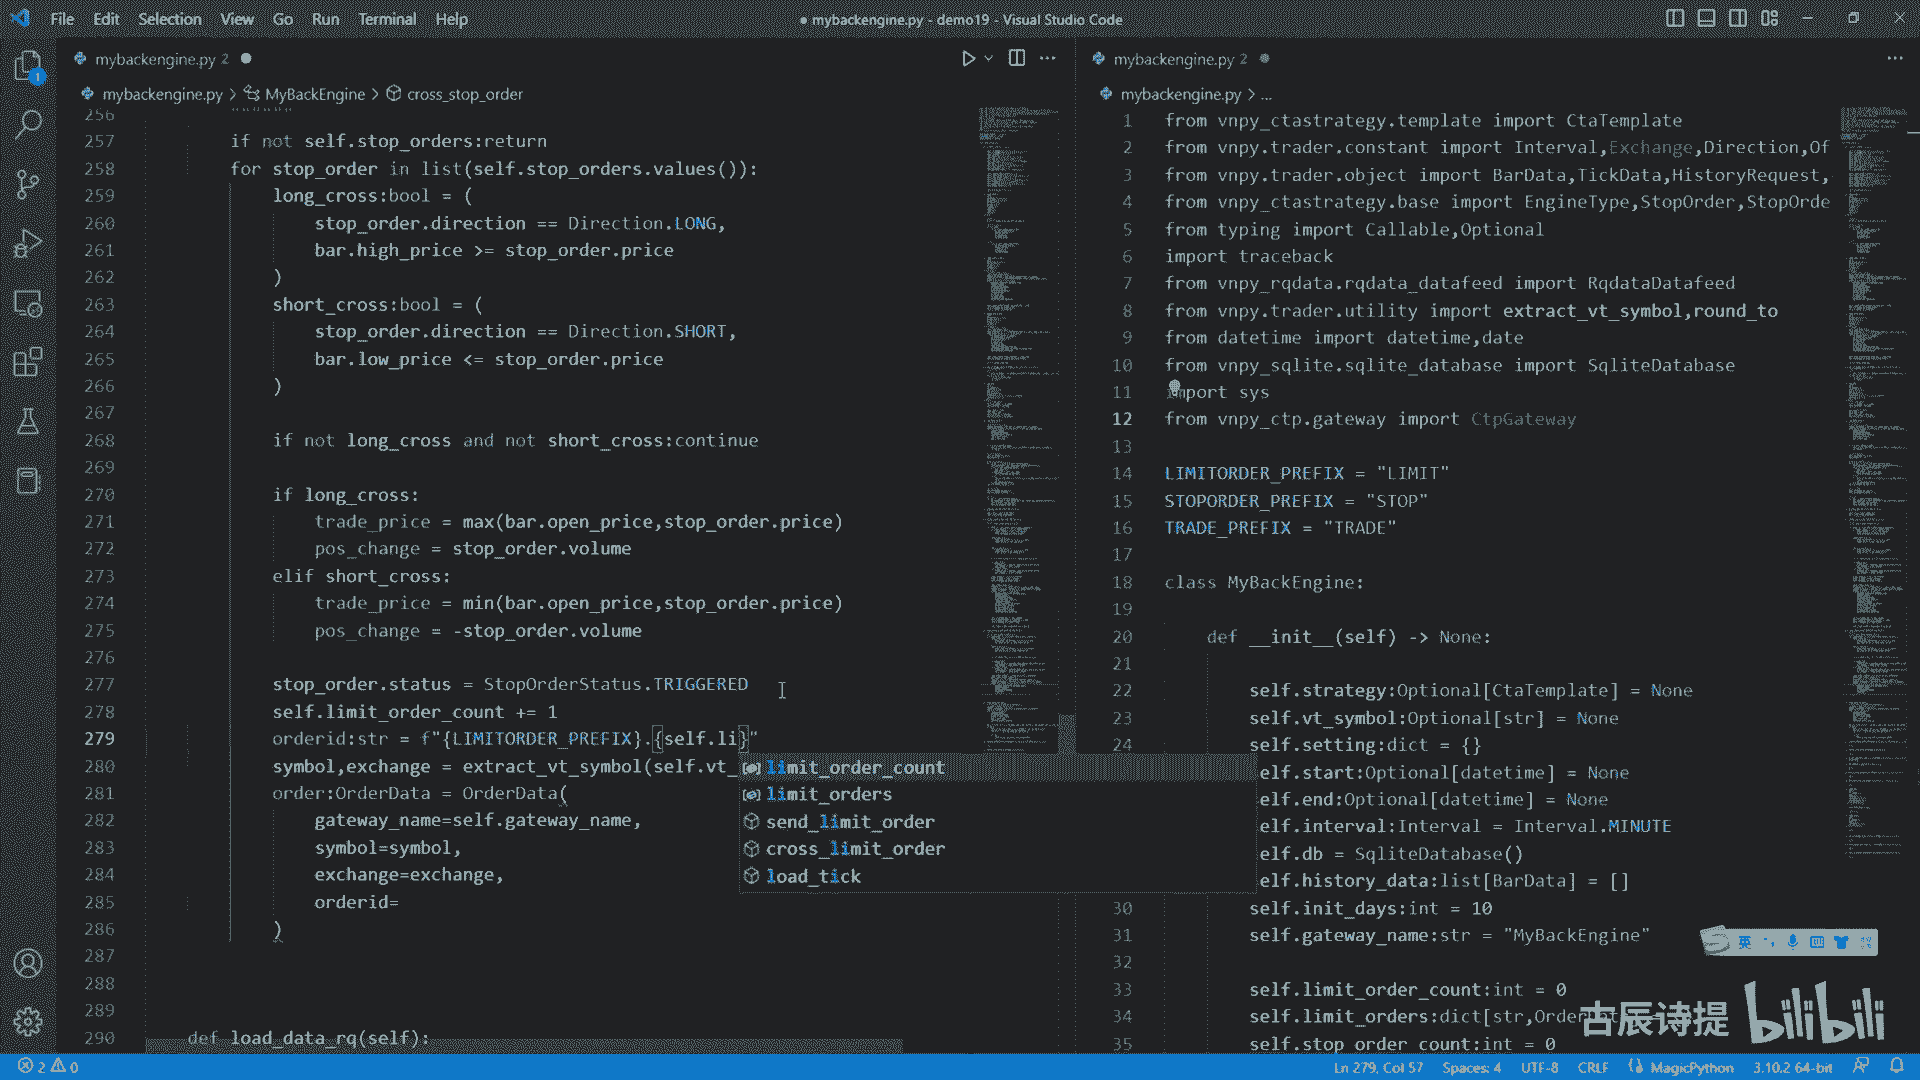 File Edit Selection View Go Run Terminal Help
● mybackengine.py - demo19 - Visual Studio Code
mybackengine.py 2
mybackengine.py > MyBackEngine > cross_stop_order
256
257 if not self.stop_orders:return
258 for stop_order in list(self.stop_orders.values()):
259 long_cross:bool = (
260 stop_order.direction == Direction.LONG,
261 bar.high_price >= stop_order.price
262 )
263 short_cross:bool = (
264 stop_order.direction == Direction.SHORT,
265 bar.low_price <= stop_order.price
266 )
267
268 if not long_cross and not short_cross:continue
269
270 if long_cross:
271 trade_price = max(bar.open_price,stop_order.price)
272 pos_change = stop_order.volume
273 elif short_cross:
274 trade_price = min(bar.open_price,stop_order.price)
275 pos_change = -stop_order.volume
276
277 stop_order.status = StopOrderStatus.TRIGGERED
278 self.limit_order_count += 1
279 orderid:str = f"{LIMITORDER_PREFIX}.{self.li}"
280 symbol,exchange = extract_vt_symbol(self.vt_
281 order:OrderData = OrderData(
282 gateway_name=self.gateway_name,
283 symbol=symbol,
284 exchange=exchange,
285 orderid=
286 )
287
288
289
290 def load_data_rq(self):
limit_order_count
limit_orders
send_limit_order
cross_limit_order
load_tick
mybackengine.py 2
mybackengine.py > ...
1 from vnpy_ctastrategy.template import CtaTemplate
2 from vnpy.trader.constant import Interval,Exchange,Direction,Of
3 from vnpy.trader.object import BarData,TickData,HistoryRequest,
4 from vnpy_ctastrategy.base import EngineType,StopOrder,StopOrde
5 from typing import Callable,Optional
6 import traceback
7 from vnpy_rqdata.rqdata_datafeed import RqdataDatafeed
8 from vnpy.trader.utility import extract_vt_symbol,round_to
9 from datetime import datetime,date
10 from vnpy_sqlite.sqlite_database import SqliteDatabase
11 import sys
12 from vnpy_ctp.gateway import CtpGateway
13
14 LIMITORDER_PREFIX = "LIMIT"
15 STOPORDER_PREFIX = "STOP"
16 TRADE_PREFIX = "TRADE"
17
18 class MyBackEngine:
19
20 def __init__(self) -> None:
21
22 self.strategy:Optional[CtaTemplate] = None
23 self.vt_symbol:Optional[str] = None
24 self.setting:dict = {}
elf.start:Optional[datetime] = None
elf.end:Optional[datetime] = None
elf.interval:Interval = Interval.MINUTE
elf.db = SqliteDatabase()
elf.history_data:list[BarData] = []
30 self.init_days:int = 10
31 self.gateway_name:str = "MyBackEngine"
32
33 self.limit_order_count:int = 0
34 self.limit_orders:dict[str,Order
35 self.stop_order_count:int = 0
英
古辰诗提 bilibili
1
2 0
Ln 279, Col 57 Spaces: 4 UTF-8 CRLF MagicPython 3.10.2 64-bit